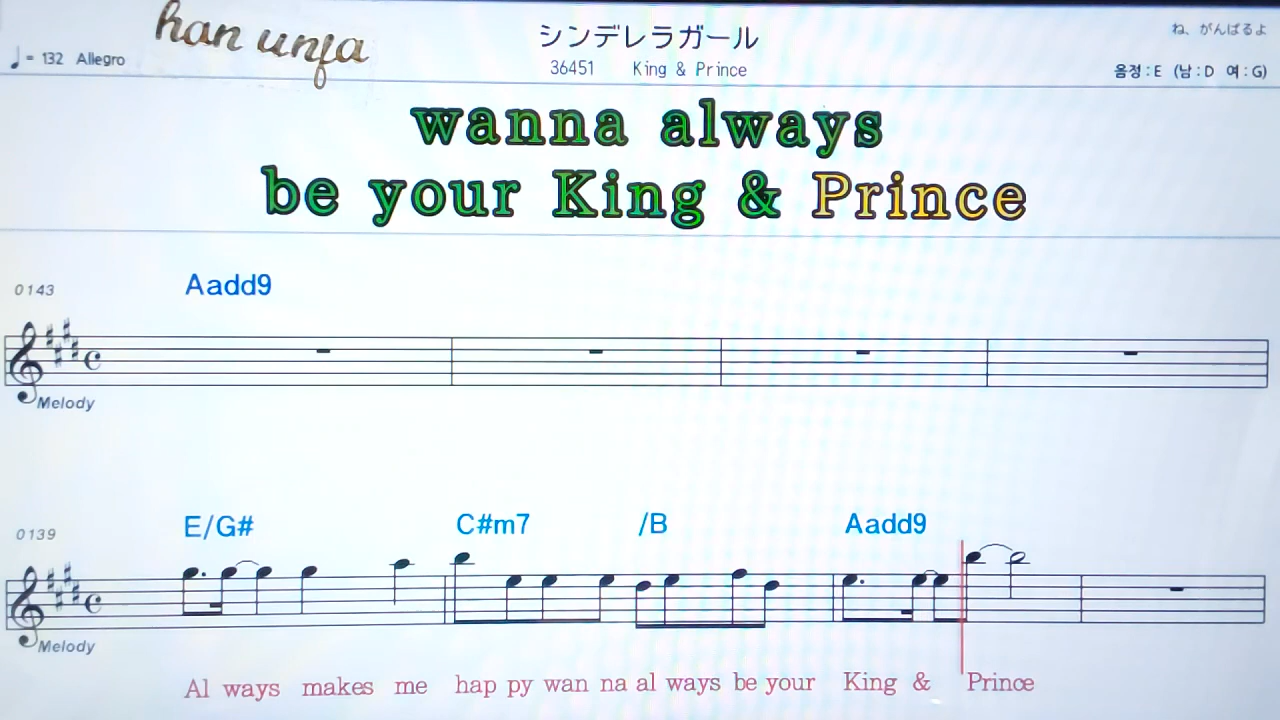 han unfa
シンデレラガール
ね、がんばるよ
♩= 132 Allegro
36451 King & Prince
음정 : E (남 : D 여 : G)
wanna always
be your King & Prince
0143
Aadd9
Melody
0139
E/G# C#m7 /B Aadd9
Melody
Al ways makes me hap py wan na al ways be your King & Prince